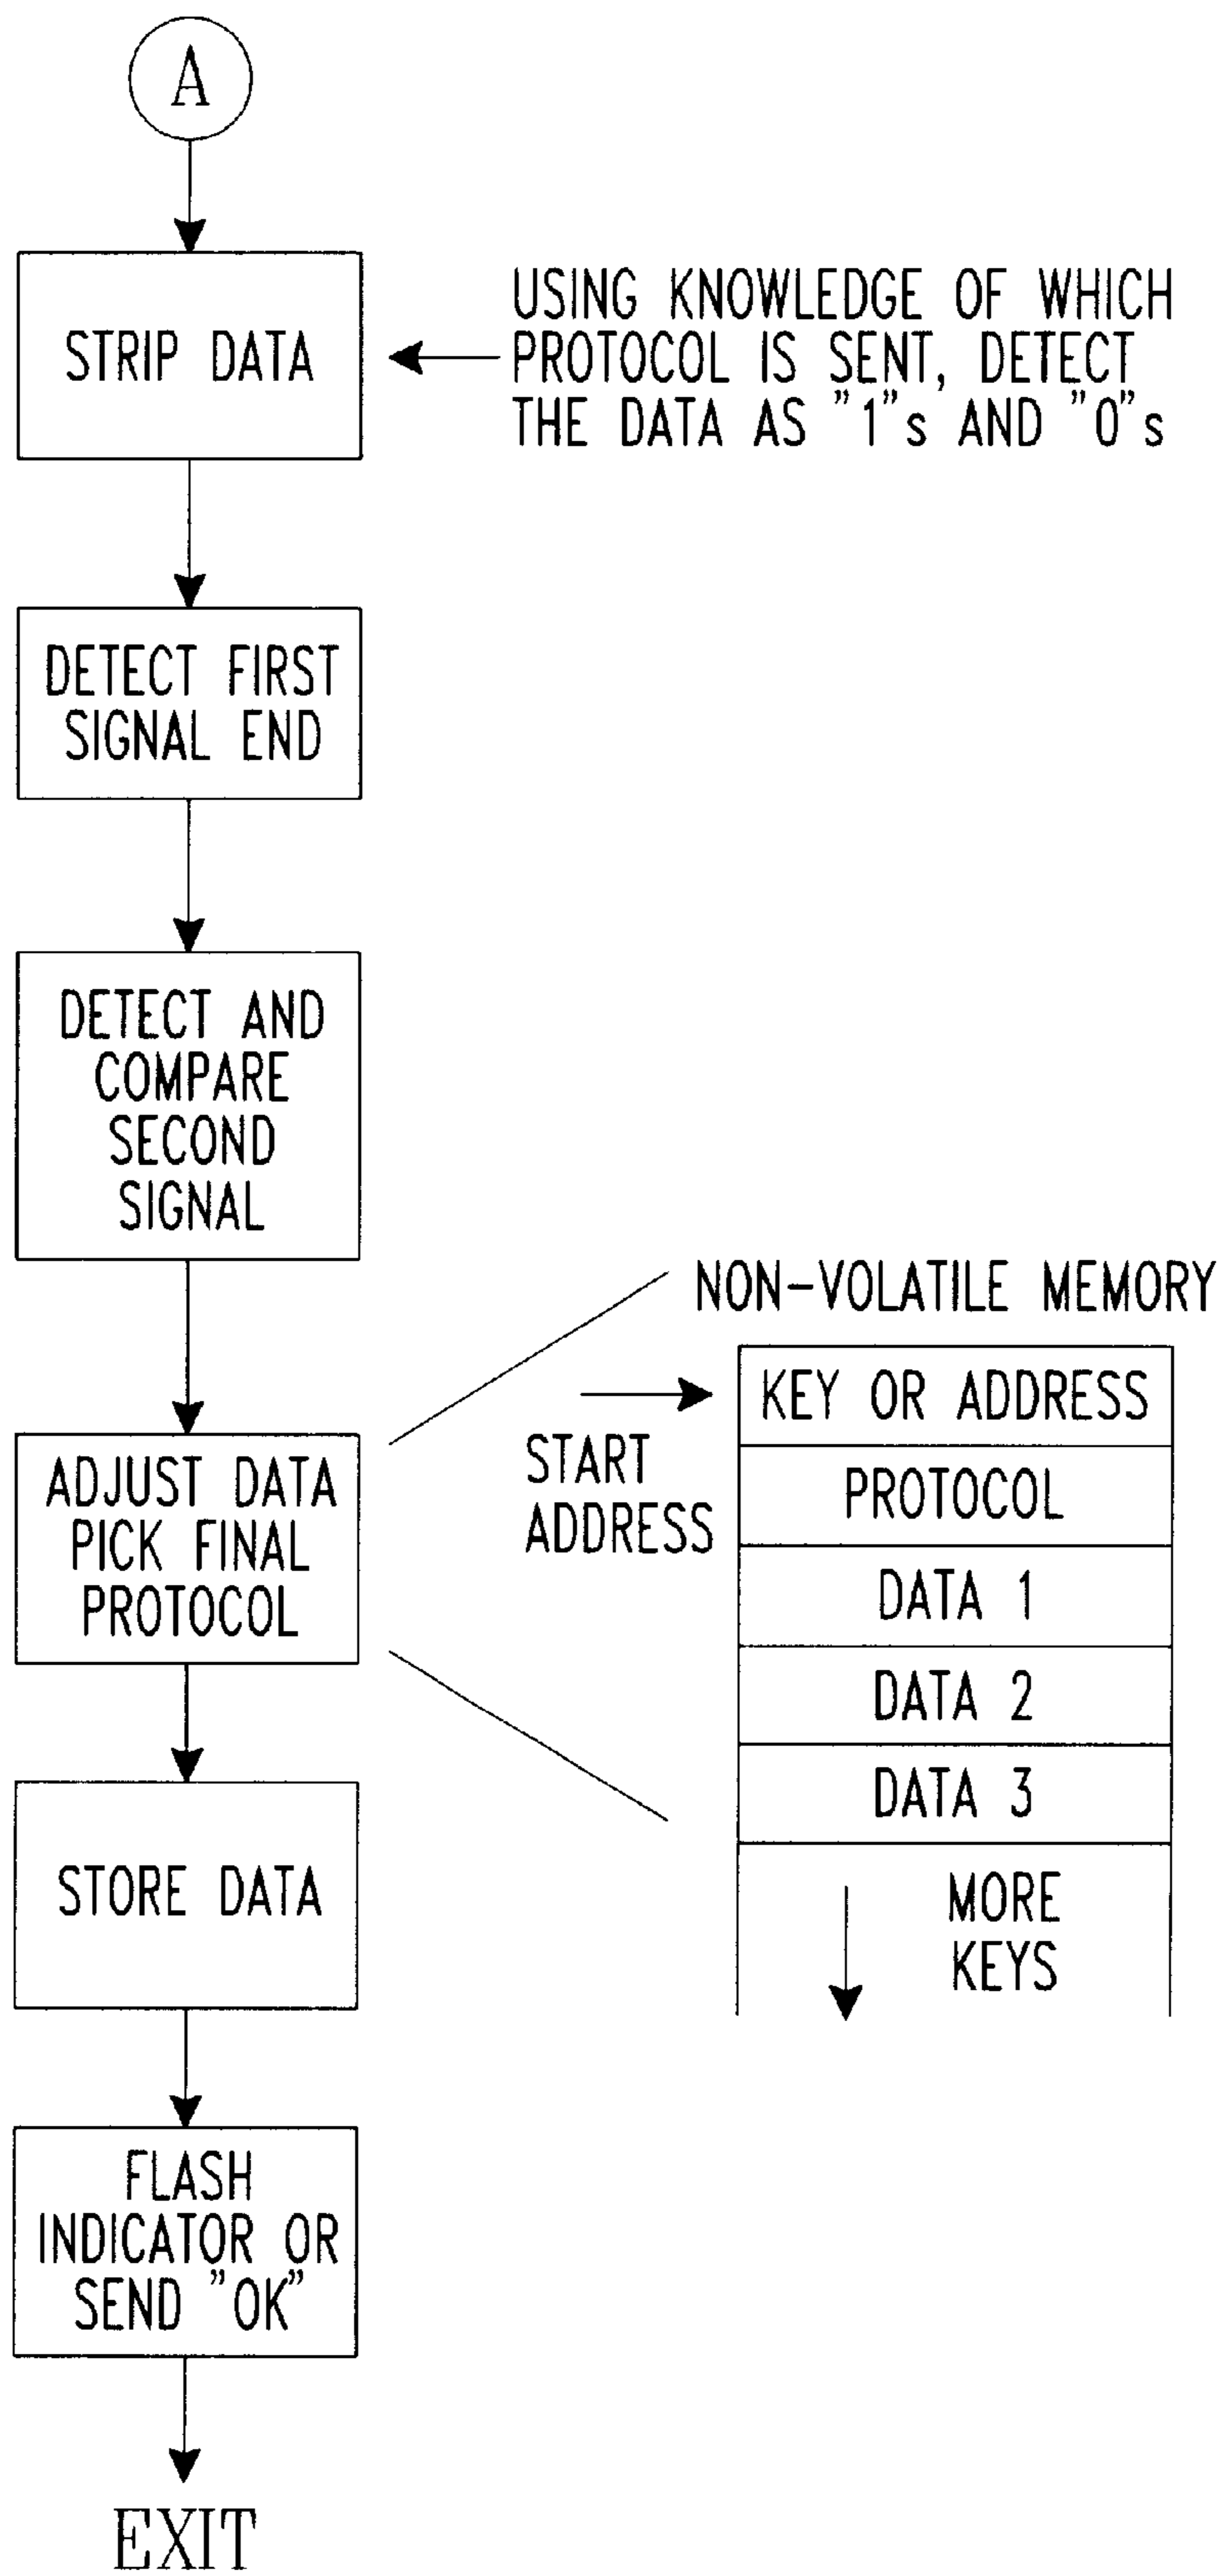 A
STRIP DATA
USING KNOWLEDGE OF WHICH
PROTOCOL IS SENT, DETECT
THE DATA AS "1"s AND "0"s
DETECT FIRST
SIGNAL END
DETECT AND
COMPARE
SECOND
SIGNAL
ADJUST DATA
PICK FINAL
PROTOCOL
NON-VOLATILE MEMORY
START
ADDRESS
KEY OR ADDRESS
PROTOCOL
DATA 1
DATA 2
DATA 3
MORE
KEYS
STORE DATA
FLASH
INDICATOR OR
SEND "OK"
EXIT